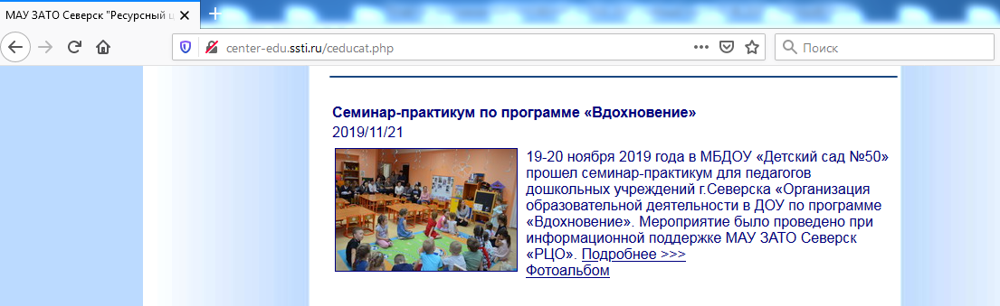 МАУ ЗАТО Северск "Ресурсный ц
center-edu.ssti.ru/ceducat.php
Поиск
Семинар-практикум по программе «Вдохновение»
2019/11/21
19-20 ноября 2019 года в МБДОУ «Детский сад №50»
прошел семинар-практикум для педагогов
дошкольных учреждений г.Северска «Организация
образовательной деятельности в ДОУ по программе
«Вдохновение». Мероприятие было проведено при
информационной поддержке МАУ ЗАТО Северск
«РЦО». Подробнее >>>
Фотоальбом